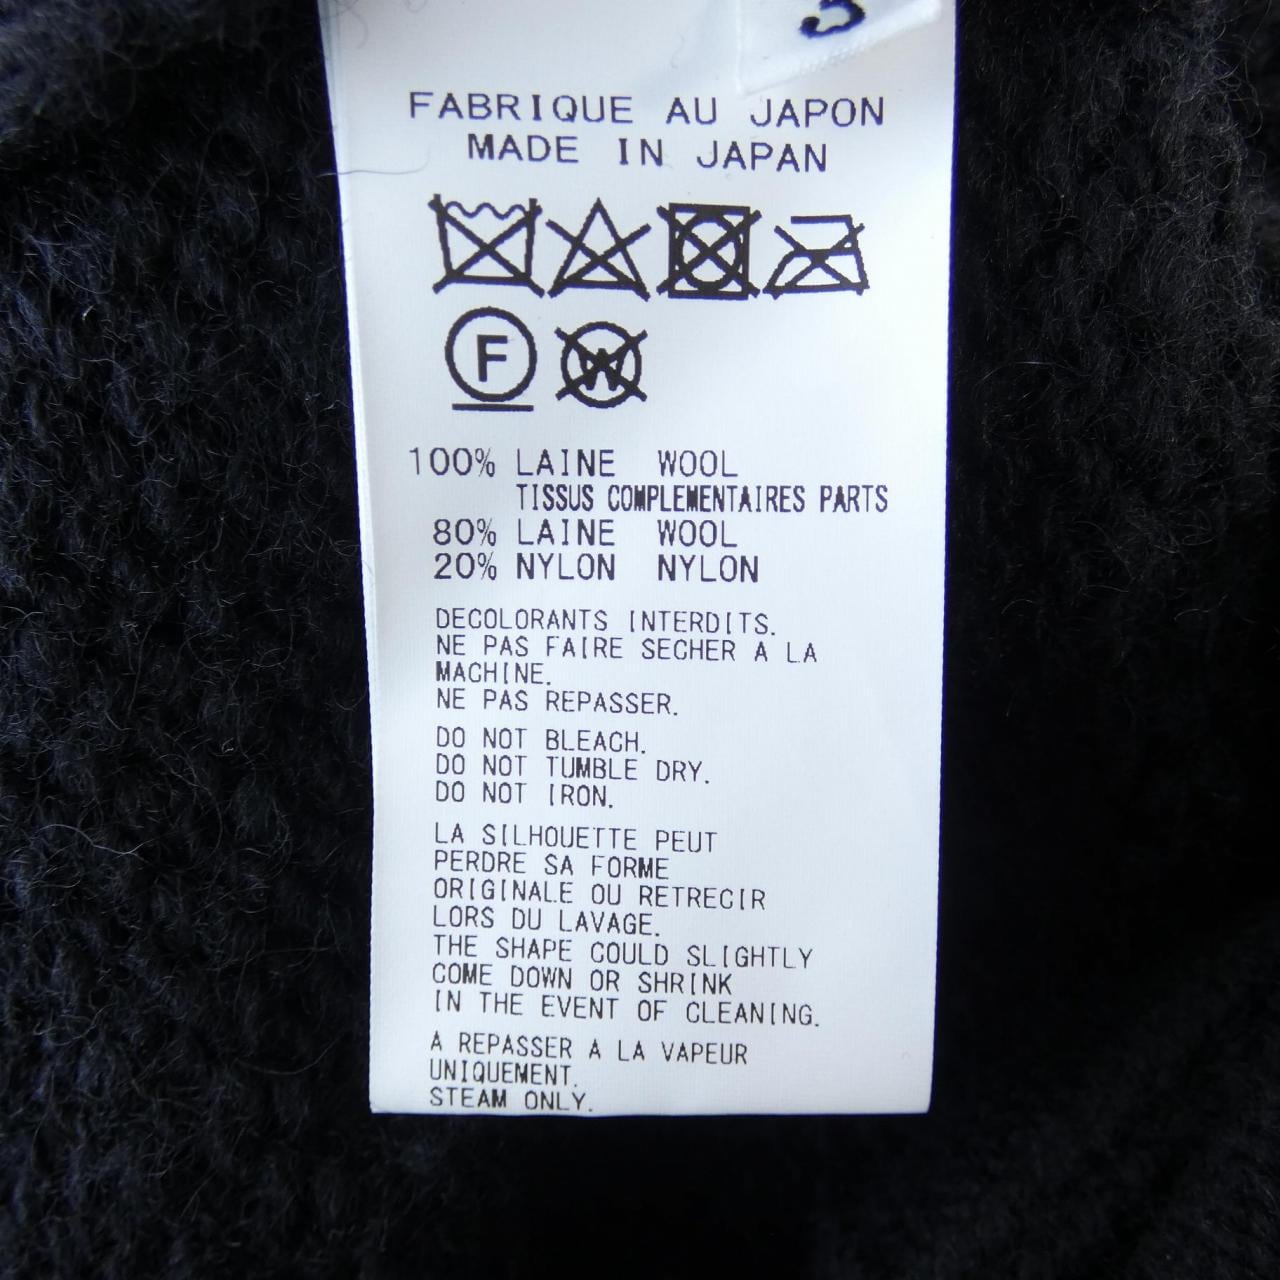 3
FABRIQUE AU JAPON
MADE IN JAPAN
F W
100% LAINE WOOL
TISSUS COMPLEMENTAIRES PARTS
80% LAINE WOOL
20% NYLON NYLON
DECOLORANTS INTERDITS.
NE PAS FAIRE SECHER A LA
MACHINE.
NE PAS REPASSER.
DO NOT BLEACH.
DO NOT TUMBLE DRY.
DO NOT IRON.
LA SILHOUETTE PEUT
PERDRE SA FORME
ORIGINALE OU RETRECIR
LORS DU LAVAGE.
THE SHAPE COULD SLIGHTLY
COME DOWN OR SHRINK
IN THE EVENT OF CLEANING.
A REPASSER A LA VAPEUR
UNIQUEMENT.
STEAM ONLY.